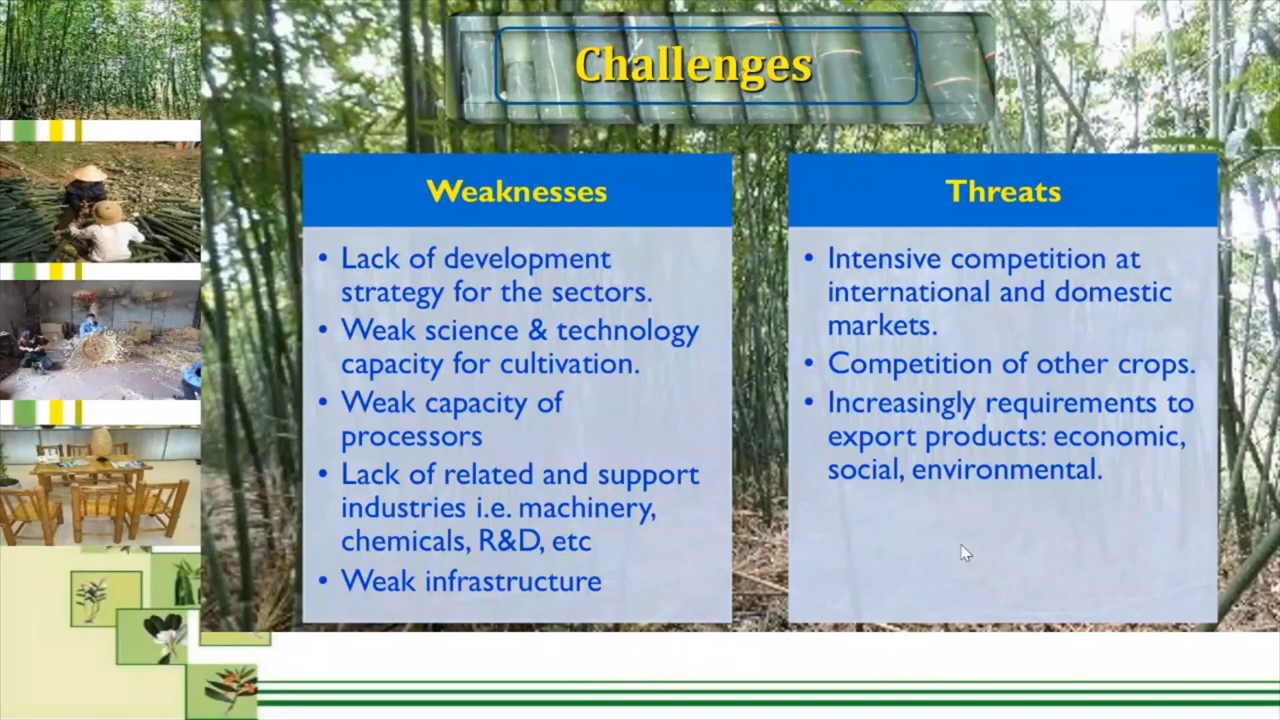 Challenges
Weaknesses
• Lack of development
strategy for the sectors.
• Weak science & technology
capacity for cultivation.
• Weak capacity of
processors
• Lack of related and support
industries i.e. machinery,
chemicals, R&D, etc
• Weak infrastructure
Threats
• Intensive competition at
international and domestic
markets.
• Competition of other crops.
• Increasingly requirements to
export products: economic,
social, environmental.